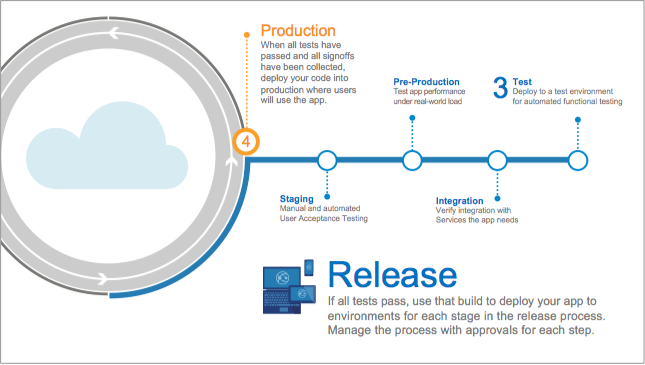 Production
When all tests have
passed and all signoffs
have been collected,
deploy your code into
production where users
will use the app.
4
Pre-Production
Test app performance
under real-world load
3 Test
Deploy to a test environment
for automated functional testing
Staging
Manual and automated
User Acceptance Testing
Integration
Verify integration with
Services the app needs
Release
If all tests pass, use that build to deploy your app to
environments for each stage in the release process.
Manage the process with approvals for each step.